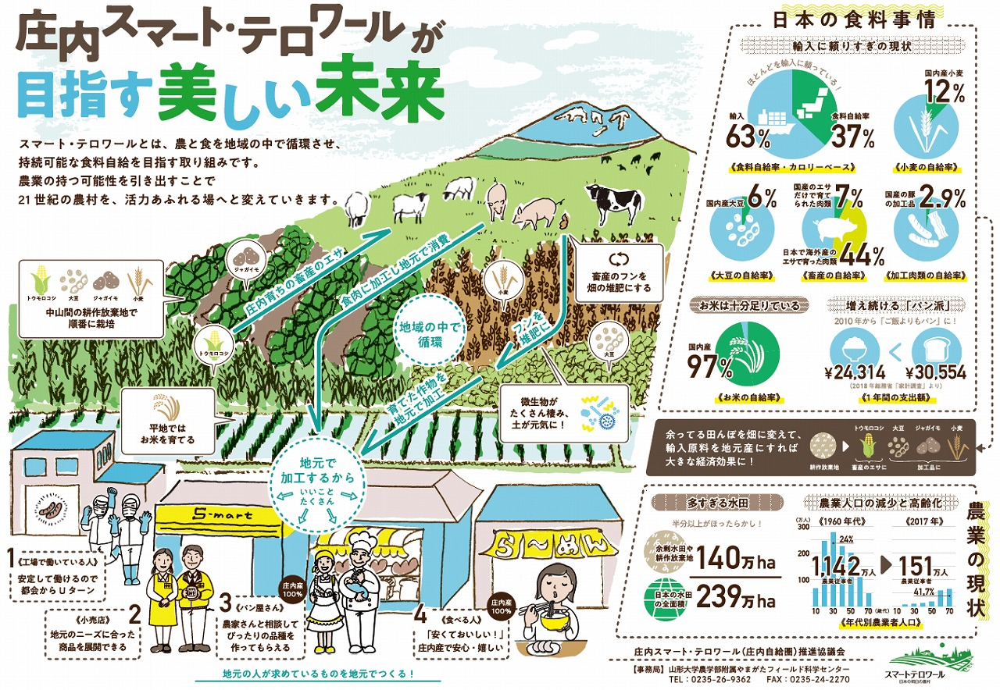 庄内スマート・テロワールが
目指す美しい未来
スマート・テロワールとは、農と食を地域の中で循環させ、
持続可能な食料自給を目指す取り組みです。
農業の持つ可能性を引き出すことで
21世紀の農村を、活力あふれる場へと変えていきます。
トウモロコシ 大豆 ジャガイモ 小麦
中山間の耕作放棄地で
順番に栽培
ジャガイモ
トウモロコシ
小麦
大豆
庄内育ちの畜産のエサ
食肉に加工し地元で消費
地域の中で
循環
フンを
堆肥に
育てた作物を
地元で加工
畜産のフンを
畑の堆肥にする
微生物が
たくさん棲み、
土が元気に!
平地では
お米を育てる
地元で
加工するから
いいこと
たくさん
S-mart
らーめん
1
《工場で働いている人》
安定して働けるので
都会からUターン
2
《小売店》
地元のニーズに合った
商品を展開できる
3
《パン屋さん》
農家さんと相談して
ぴったりの品種を
作ってもらえる
庄内産
100%
4
《食べる人》
「安くておいしい!」
庄内産で安心・嬉しい
庄内産
100%
地元の人が求めているものを地元でつくる!
日本の食料事情
輸入に頼りすぎの現状
ほとんどを輸入に頼っている!
輸入
63%
食料自給率
37%
《食料自給率・カロリーベース》
国内産小麦
12%
《小麦の自給率》
国内産大豆
6%
《大豆の自給率》
国産のエサ
だけで育て
られた肉類
7%
日本で海外産の
エサで育った肉類
44%
《畜産の自給率》
国産の豚
の加工品
2.9%
《加工肉類の自給率》
お米は十分足りている
国内産
97%
《お米の自給率》
増え続ける「パン派」
2010年から「ご飯よりもパン」に!
¥24,314 < ¥30,554
(2018年総務省「家計調査」より)
《1年間の支出額》
余ってる田んぼを畑に変えて、
輸入原料を地元産にすれば
大きな経済効果に!
耕作放棄地
トウモロコシ 大豆 ジャガイモ 小麦
畜産のエサに 加工品に
農業の現状
多すぎる水田
半分以上がほったらかし!
余剰水田や
耕作放棄地
140万ha
日本の水田
の全面積
239万ha
農業人口の減少と高齢化
(万人)
《1960年代》
300
200
100
24%
1142万人
農業従事者
10 30 50 70 (歳代)
《2017年》
151万人
農業従事者
41.7%
10 30 50 70
《年代別農業者人口》
庄内スマート・テロワール(庄内自給圏)推進協議会
【事務局】山形大学農学部附属やまがたフィールド科学センター
TEL:0235-26-9362 FAX:0235-24-2270
スマートテロワール
日本の明日の農村